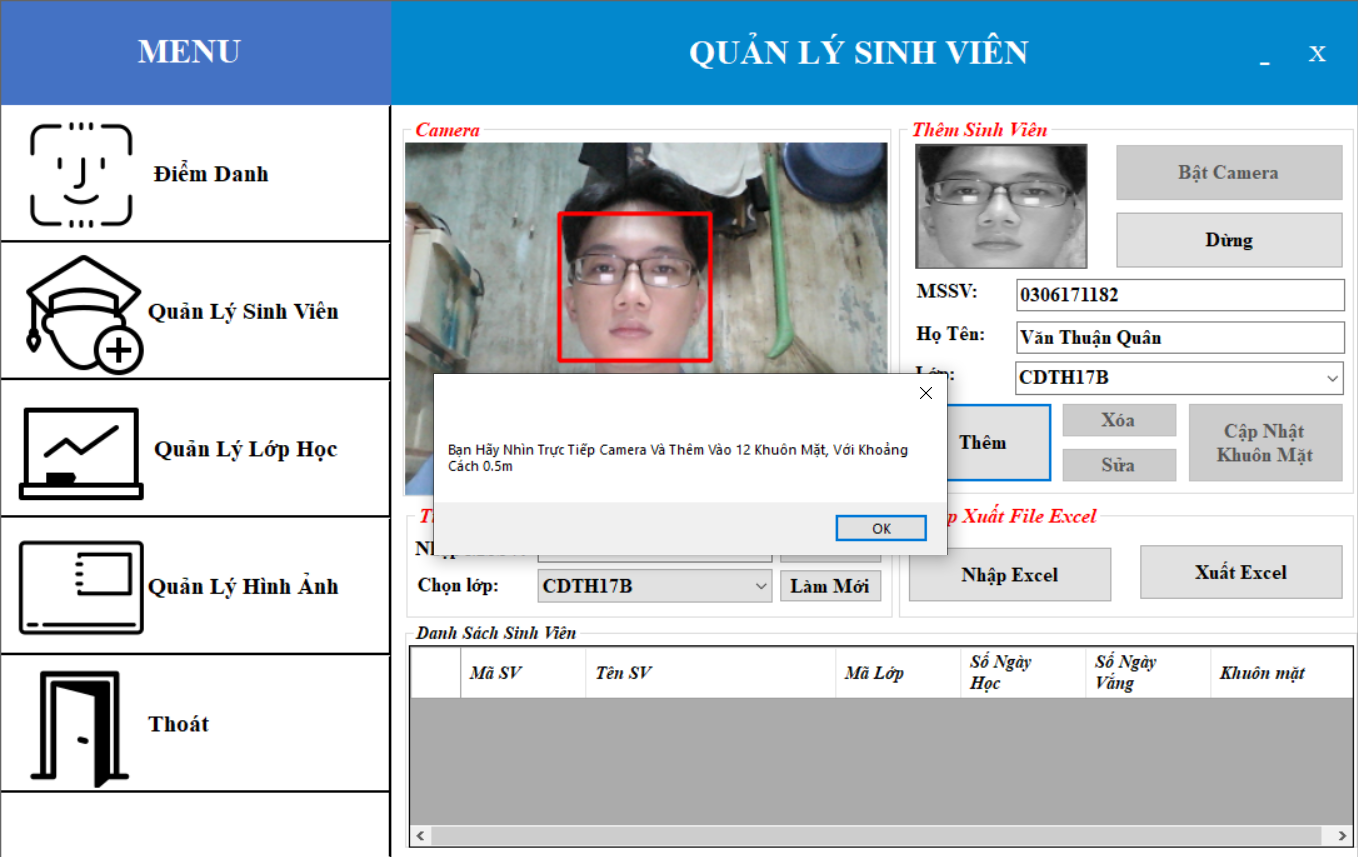 MENU
QUẢN LÝ SINH VIÊN
_ X
Điểm Danh
Quản Lý Sinh Viên
Quản Lý Lớp Học
Quản Lý Hình Ảnh
Thoát
Camera
Thêm Sinh Viên
Bật Camera
Dừng
MSSV: 0306171182
Họ Tên: Văn Thuận Quân
Lớp: CDTH17B
Thêm
Xóa
Sửa
Cập Nhật
Khuôn Mặt
Bạn Hãy Nhìn Trực Tiếp Camera Và Thêm Vào 12 Khuôn Mặt, Với Khoảng
Cách 0.5m
OK
Xuất File Excel
Nhập Excel
Xuất Excel
Chọn lớp: CDTH17B
Làm Mới
Danh Sách Sinh Viên
Mã SV
Tên SV
Mã Lớp
Số Ngày
Học
Số Ngày
Vắng
Khuôn mặt